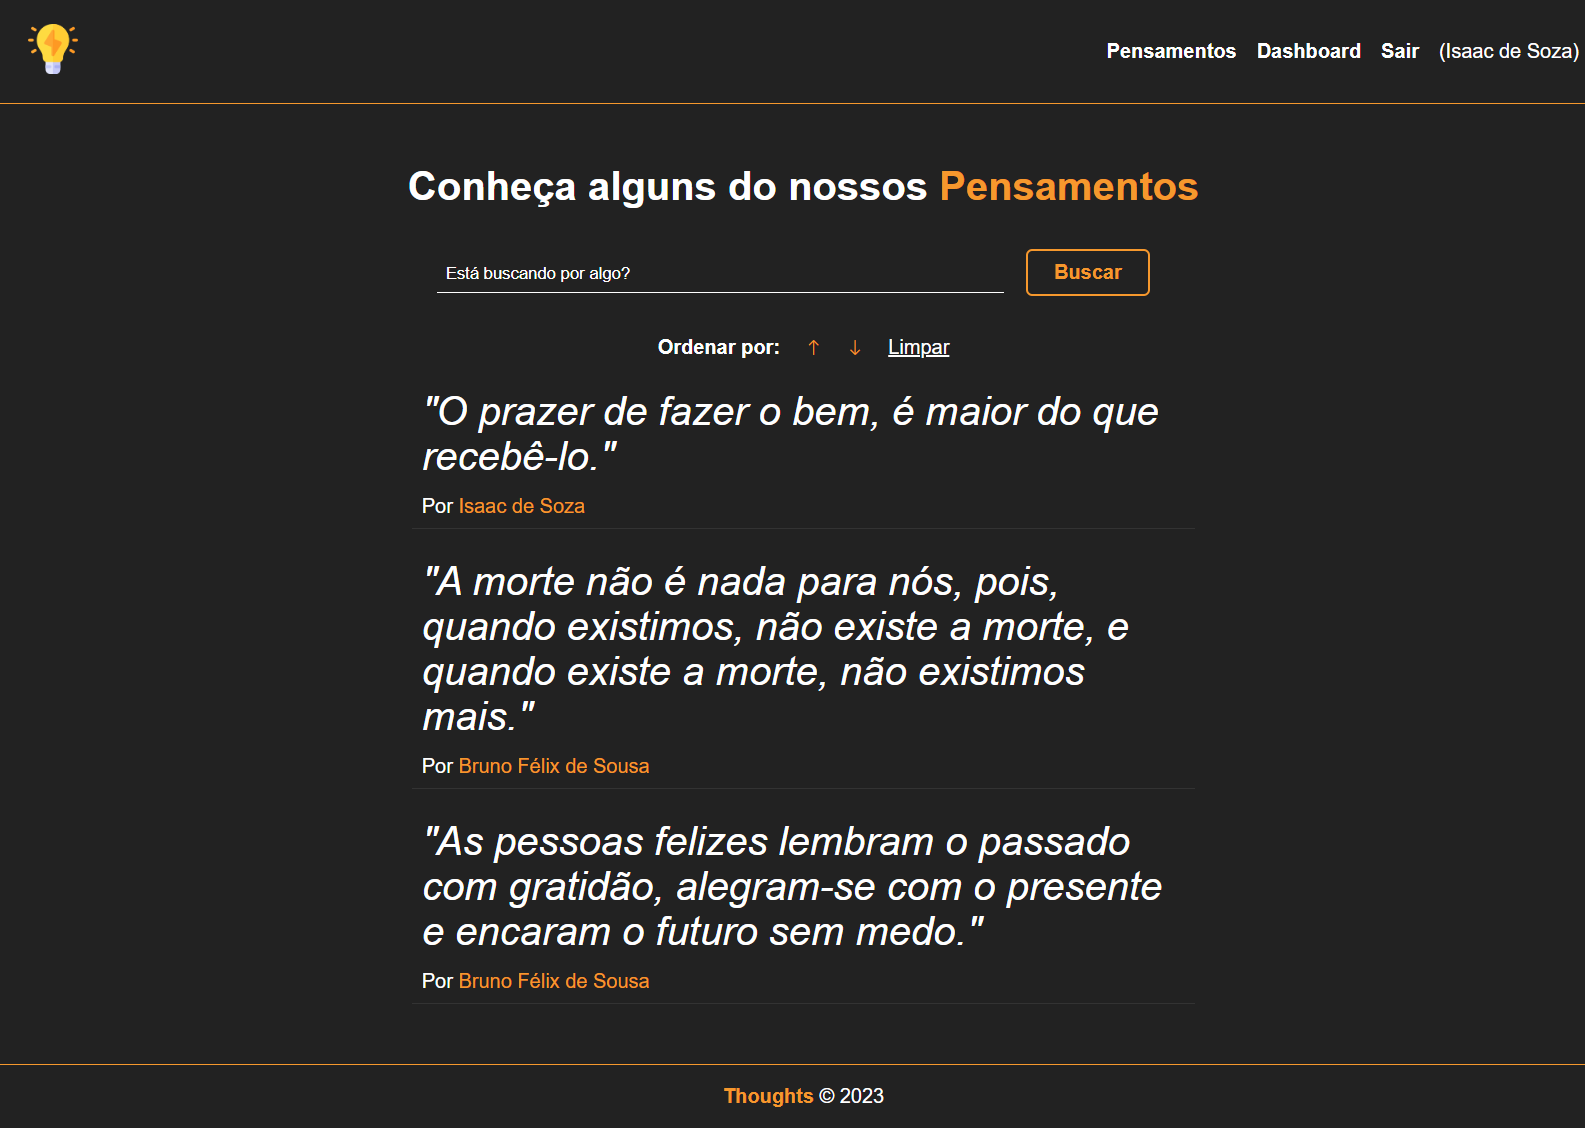 Pensamentos Dashboard Sair (Isaac de Soza)
Conheça alguns do nossos Pensamentos
Está buscando por algo? Buscar
Ordenar por: ↑ ↓ Limpar
"O prazer de fazer o bem, é maior do que
recebê-lo."
Por Isaac de Soza
"A morte não é nada para nós, pois,
quando existimos, não existe a morte, e
quando existe a morte, não existimos
mais."
Por Bruno Félix de Sousa
"As pessoas felizes lembram o passado
com gratidão, alegram-se com o presente
e encaram o futuro sem medo."
Por Bruno Félix de Sousa
Thoughts © 2023